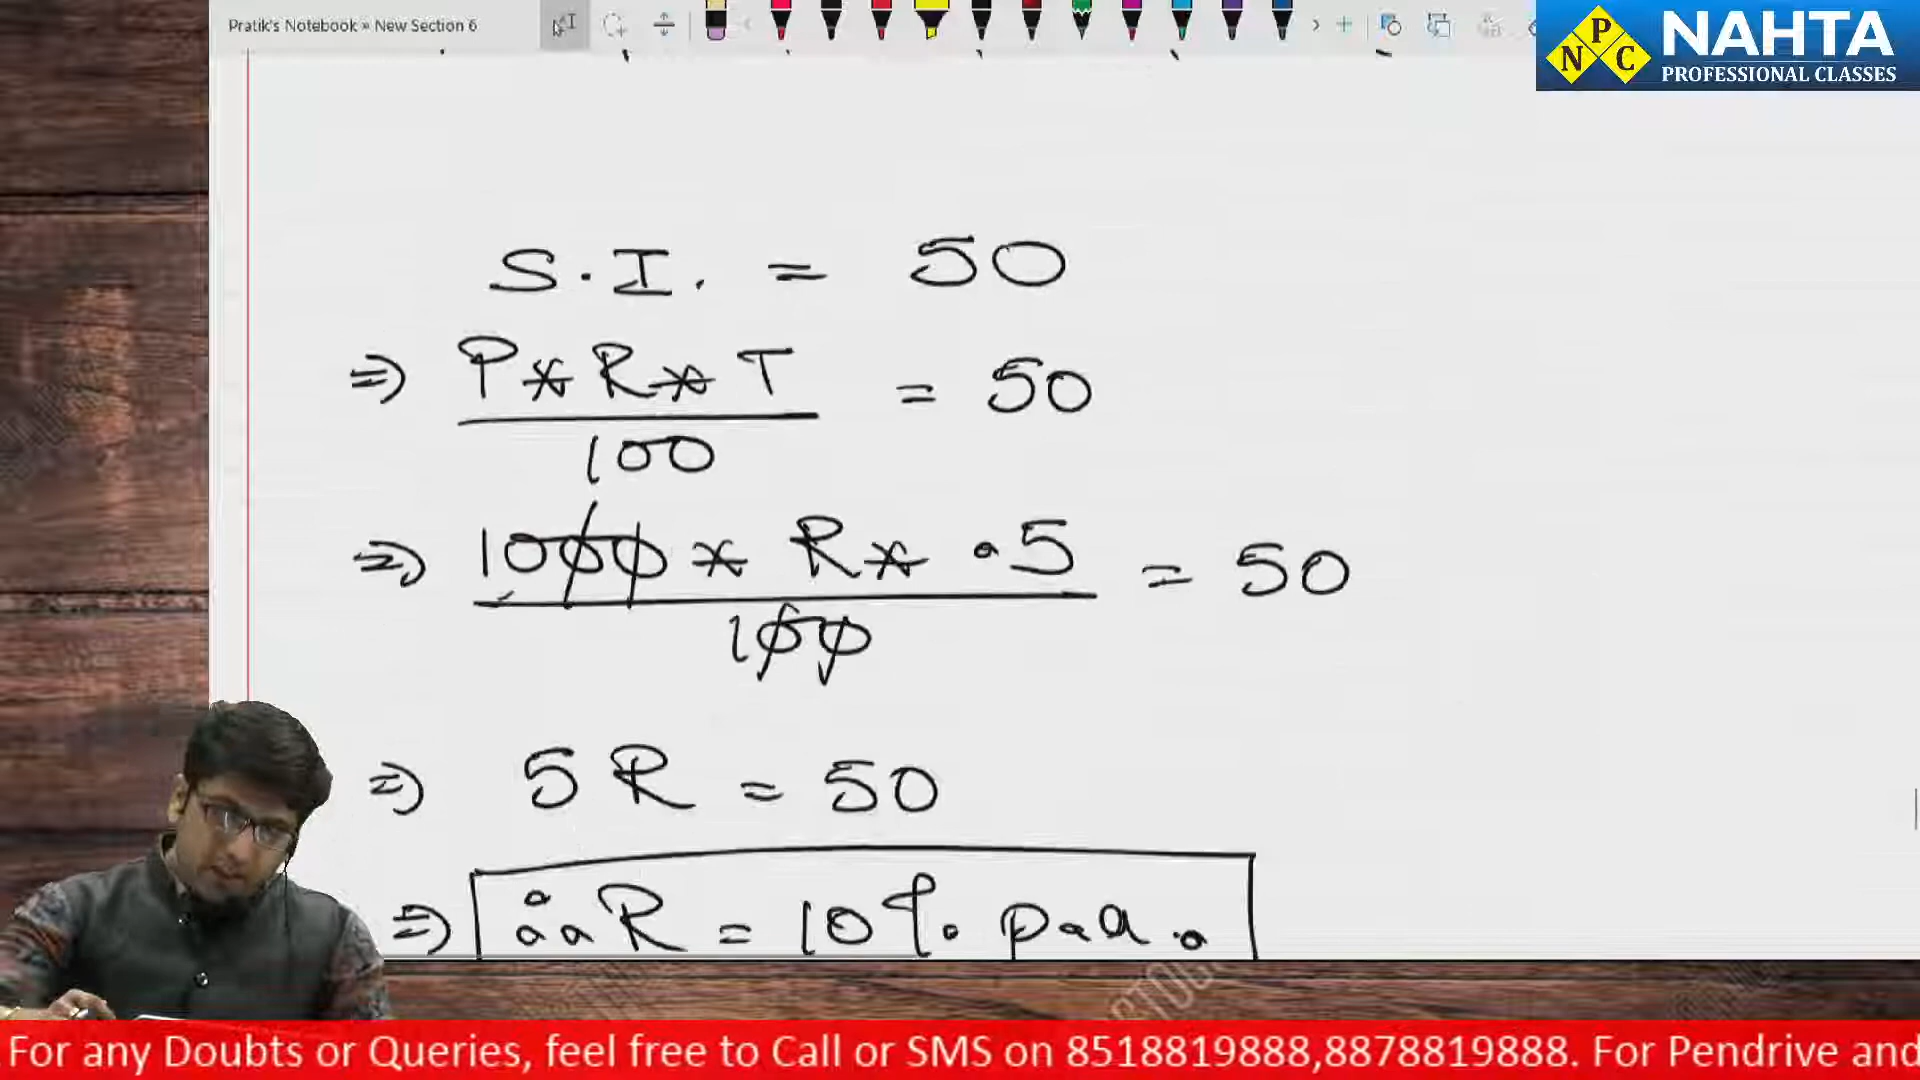 Pratik's Notebook » New Section 6
NPC
NAHTA
PROFESSIONAL CLASSES
S.I. = 50
⇒ P * R * T / 100 = 50
⇒ 1000 * R * .5 / 100 = 50
⇒ 5R = 50
⇒ ∴ R = 10% p.a.
For any Doubts or Queries, feel free to Call or SMS on 8518819888,8878819888. For Pendrive and